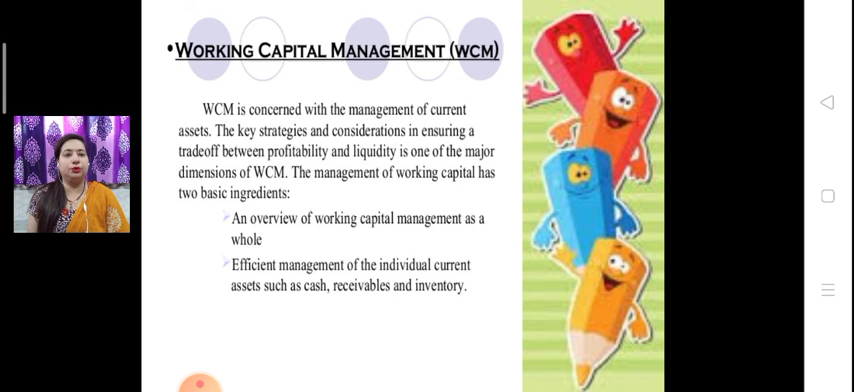 •WORKING CAPITAL MANAGEMENT (WCM)
WCM is concerned with the management of current
assets. The key strategies and considerations in ensuring a
tradeoff between profitability and liquidity is one of the major
dimensions of WCM. The management of working capital has
two basic ingredients:
An overview of working capital management as a
whole
Efficient management of the individual current
assets such as cash, receivables and inventory.